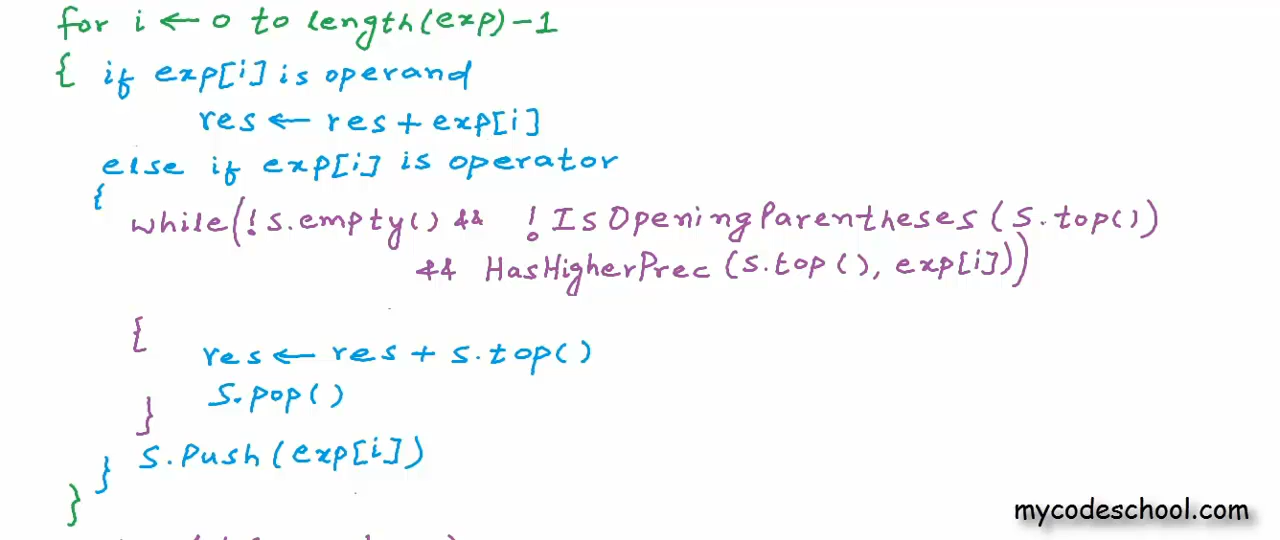 for i ← 0 to length(exp)-1
{ if exp[i] is operand
res ← res + exp[i]
else if exp[i] is operator
{
while(!s.empty() && !IsOpeningParentheses(s.top())
&& HasHigherPrec(s.top(), exp[i]))
{
res ← res + s.top()
s.pop()
}
s.push(exp[i])
}
}
mycodeschool.com